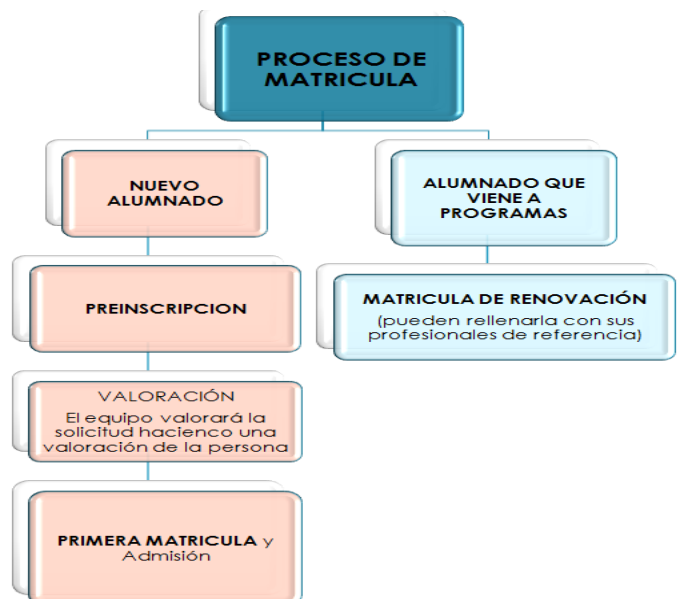 PROCESO DE
MATRICULA
NUEVO
ALUMNADO
ALUMNADO QUE
VIENE A
PROGRAMAS
PREINSCRIPCION
MATRICULA DE RENOVACIÓN
(pueden rellenarla con sus
profesionales de referencia)
VALORACIÓN
El equipo valorará la
solicitud hacienco una
valoración de la persona
PRIMERA MATRICULA y
Admisión